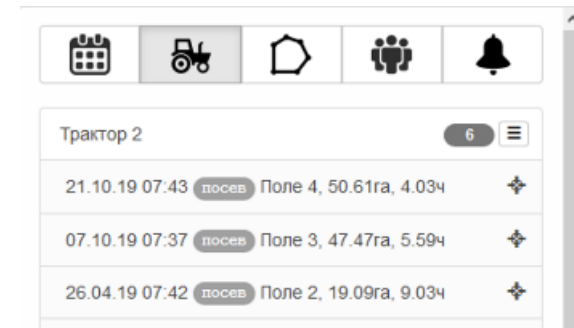 Трактор 2 6
21.10.19 07:43 посев Поле 4, 50.61га, 4.03ч
07.10.19 07:37 посев Поле 3, 47.47га, 5.59ч
26.04.19 07:42 посев Поле 2, 19.09га, 9.03ч